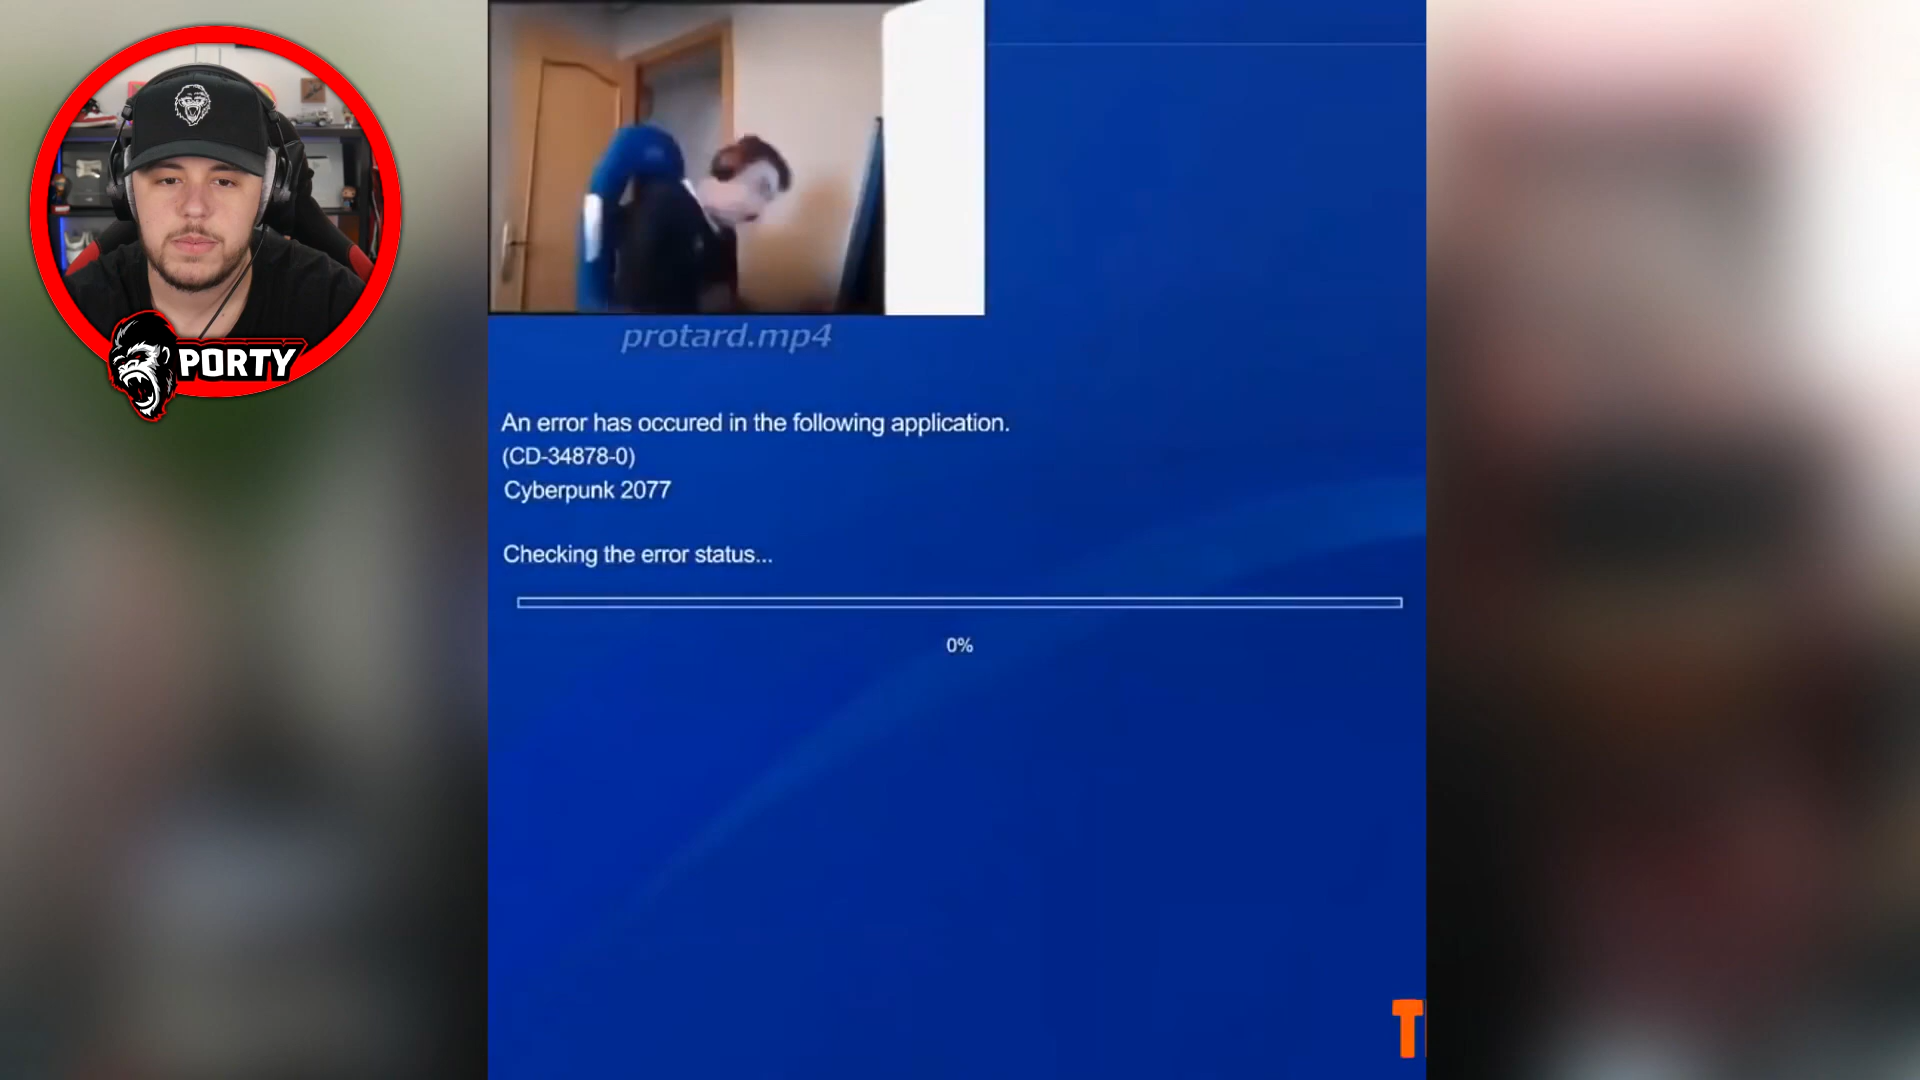 PORTY
protard.mp4
An error has occured in the following application.
(CD-34878-0)
Cyberpunk 2077
Checking the error status...
0%
T